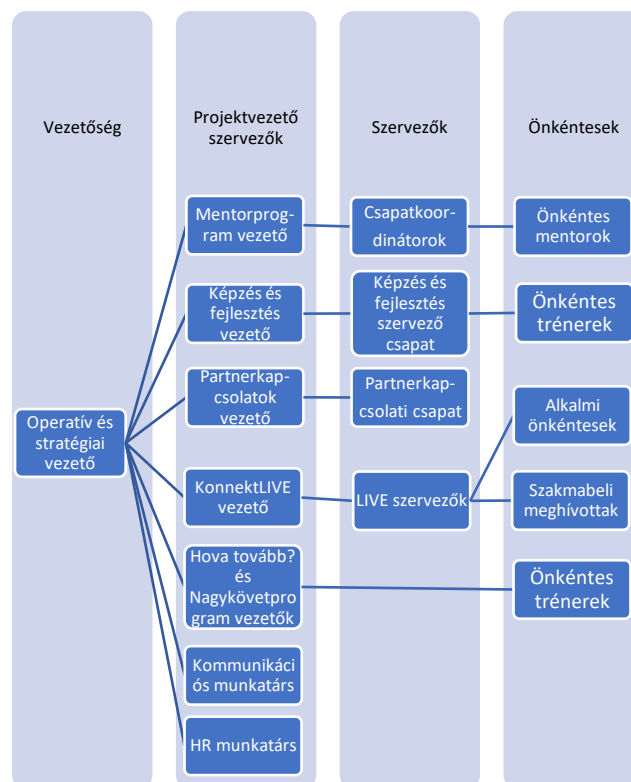 Vezetőség
Projektvezető
szervezők
Szervezők
Önkéntesek
Operatív és
stratégiai
vezető
Mentorprog-
ram vezető
Csapatkoor-
dinátorok
Önkéntes
mentorok
Képzés és
fejlesztés
vezető
Képzés és
fejlesztés
szervező
csapat
Önkéntes
trénerek
Partnerkap-
csolatok
vezető
Partnerkap-
csolati csapat
KonnektLIVE
vezető
LIVE szervezők
Alkalmi
önkéntesek
Szakmabeli
meghívottak
Hova tovább?
és
Nagykövetpro
gram vezetők
Önkéntes
trénerek
Kommunikáci
ós munkatárs
HR munkatárs